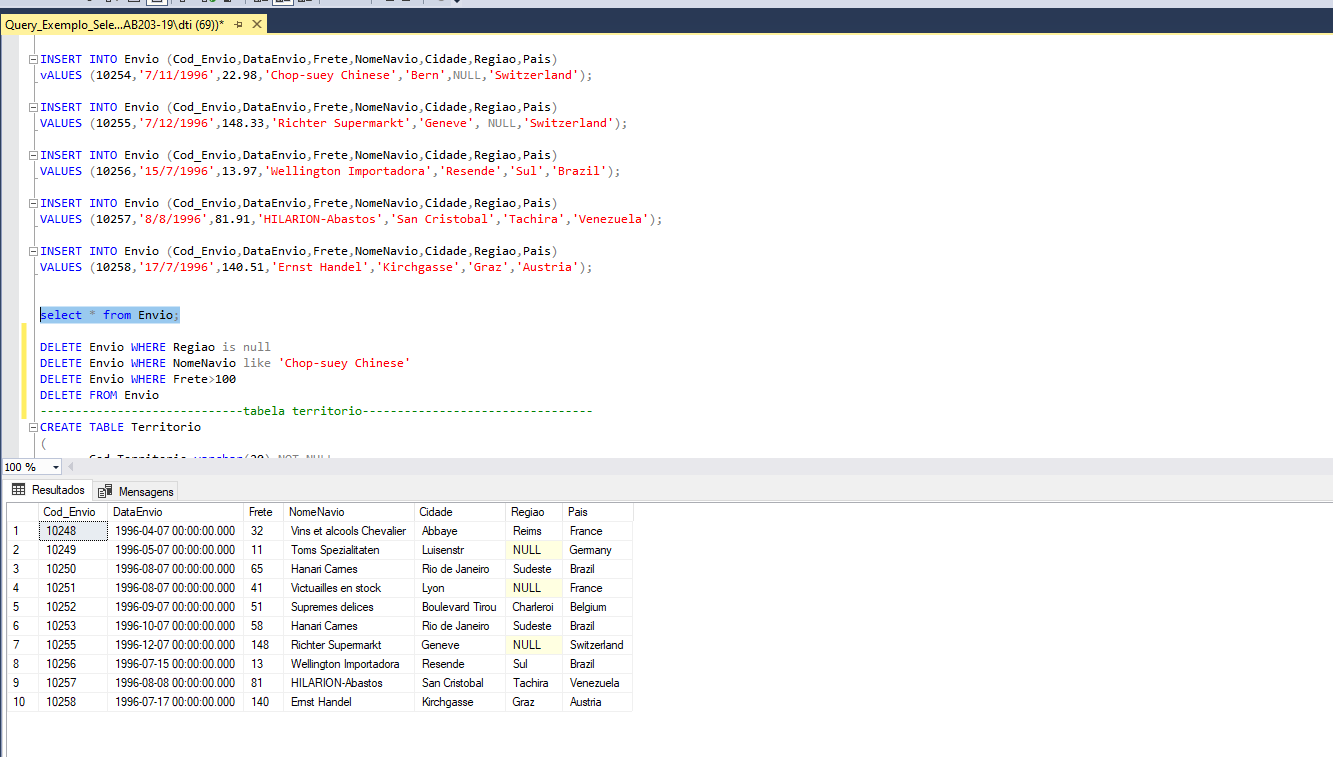 Query_Exemplo_Sele...AB203-19\dti (69))*
INSERT INTO Envio (Cod_Envio,DataEnvio,Frete,NomeNavio,Cidade,Regiao,Pais)
vALUES (10254,'7/11/1996',22.98,'Chop-suey Chinese','Bern',NULL,'Switzerland');
INSERT INTO Envio (Cod_Envio,DataEnvio,Frete,NomeNavio,Cidade,Regiao,Pais)
VALUES (10255,'7/12/1996',148.33,'Richter Supermarkt','Geneve', NULL,'Switzerland');
INSERT INTO Envio (Cod_Envio,DataEnvio,Frete,NomeNavio,Cidade,Regiao,Pais)
VALUES (10256,'15/7/1996',13.97,'Wellington Importadora','Resende','Sul','Brazil');
INSERT INTO Envio (Cod_Envio,DataEnvio,Frete,NomeNavio,Cidade,Regiao,Pais)
VALUES (10257,'8/8/1996',81.91,'HILARION-Abastos','San Cristobal','Tachira','Venezuela');
INSERT INTO Envio (Cod_Envio,DataEnvio,Frete,NomeNavio,Cidade,Regiao,Pais)
VALUES (10258,'17/7/1996',140.51,'Ernst Handel','Kirchgasse','Graz','Austria');
select * from Envio;
DELETE Envio WHERE Regiao is null
DELETE Envio WHERE NomeNavio like 'Chop-suey Chinese'
DELETE Envio WHERE Frete>100
DELETE FROM Envio
-----------------------------tabela territorio---------------------------------
CREATE TABLE Territorio
(
Cod_Territorio varchar(20) NOT NULL
100 %
Resultados Mensagens
Cod_Envio DataEnvio Frete NomeNavio Cidade Regiao Pais
1 10248 1996-04-07 00:00:00.000 32 Vins et alcools Chevalier Abbaye Reims France
2 10249 1996-05-07 00:00:00.000 11 Toms Spezialitaten Luisenstr NULL Germany
3 10250 1996-08-07 00:00:00.000 65 Hanari Carnes Rio de Janeiro Sudeste Brazil
4 10251 1996-08-07 00:00:00.000 41 Victuailles en stock Lyon NULL France
5 10252 1996-09-07 00:00:00.000 51 Supremes delices Boulevard Tirou Charleroi Belgium
6 10253 1996-10-07 00:00:00.000 58 Hanari Carnes Rio de Janeiro Sudeste Brazil
7 10255 1996-12-07 00:00:00.000 148 Richter Supermarkt Geneve NULL Switzerland
8 10256 1996-07-15 00:00:00.000 13 Wellington Importadora Resende Sul Brazil
9 10257 1996-08-08 00:00:00.000 81 HILARION-Abastos San Cristobal Tachira Venezuela
10 10258 1996-07-17 00:00:00.000 140 Ernst Handel Kirchgasse Graz Austria